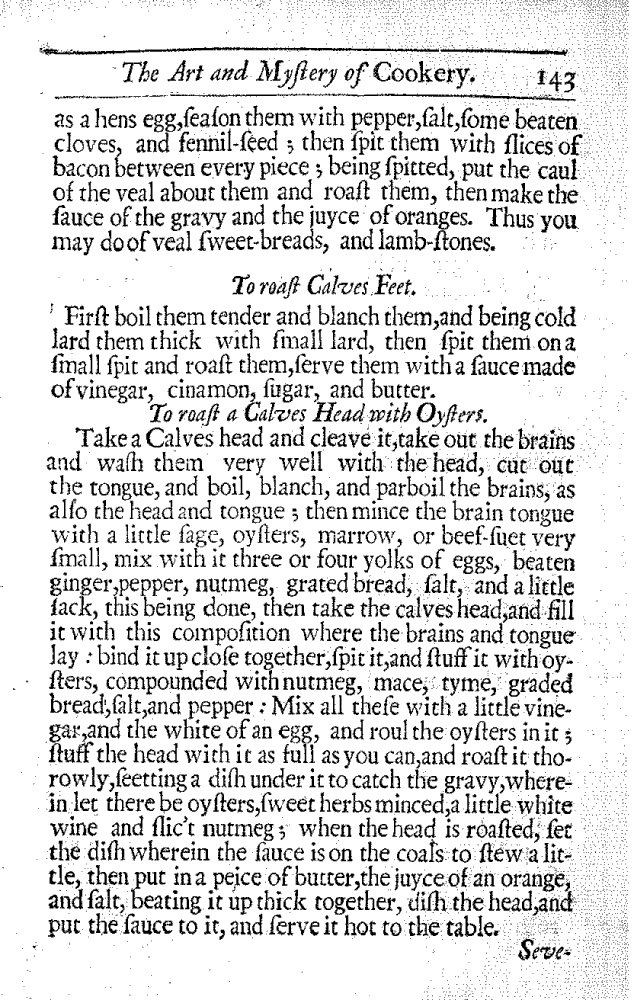 The Art and Myſtery of Cookery. 143
as a hens egg,ſeaſon them with pepper,ſalt,ſome beaten
cloves, and fennil-ſeed ; then ſpit them with ſlices of
bacon between every piece ; being ſpitted, put the caul
of the veal about them and roaſt them, then make the
ſauce of the gravy and the juyce of oranges. Thus you
may do of veal ſweet-breads, and lamb-ſtones.
To roaſt Calves Feet.
Firſt boil them tender and blanch them,and being cold
lard them thick with ſmall lard, then ſpit them on a
ſmall ſpit and roaſt them,ſerve them with a ſauce made
of vinegar, cinamon, ſugar, and butter.
To roaſt a Calves Head with Oyſters.
Take a Calves head and cleave it,take out the brains
and waſh them very well with the head, cut out
the tongue, and boil, blanch, and parboil the brains, as
alſo the head and tongue ; then mince the brain tongue
with a little ſage, oyſters, marrow, or beef-ſuet very
ſmall, mix with it three or four yolks of eggs, beaten
ginger,pepper, nutmeg, grated bread, ſalt, and a little
ſack, this being done, then take the calves head,and fill
it with this compoſition where the brains and tongue
lay : bind it up cloſe together,ſpit it,and ſtuff it with oy-
ſters, compounded with nutmeg, mace, tyme, graded
bread,ſalt,and pepper : Mix all theſe with a little vine-
gar,and the white of an egg, and roul the oyſters in it ;
ſtuff the head with it as full as you can,and roaſt it tho-
rowly,ſeetting a diſh under it to catch the gravy,where-
in let there be oyſters,ſweet herbs minced,a little white
wine and ſlic't nutmeg ; when the head is roaſted, ſet
the diſh wherein the ſauce is on the coals to ſtew a lit-
tle, then put in a peice of butter,the juyce of an orange,
and ſalt, beating it up thick together, diſh the head,and
put the ſauce to it, and ſerve it hot to the table.
Seve-